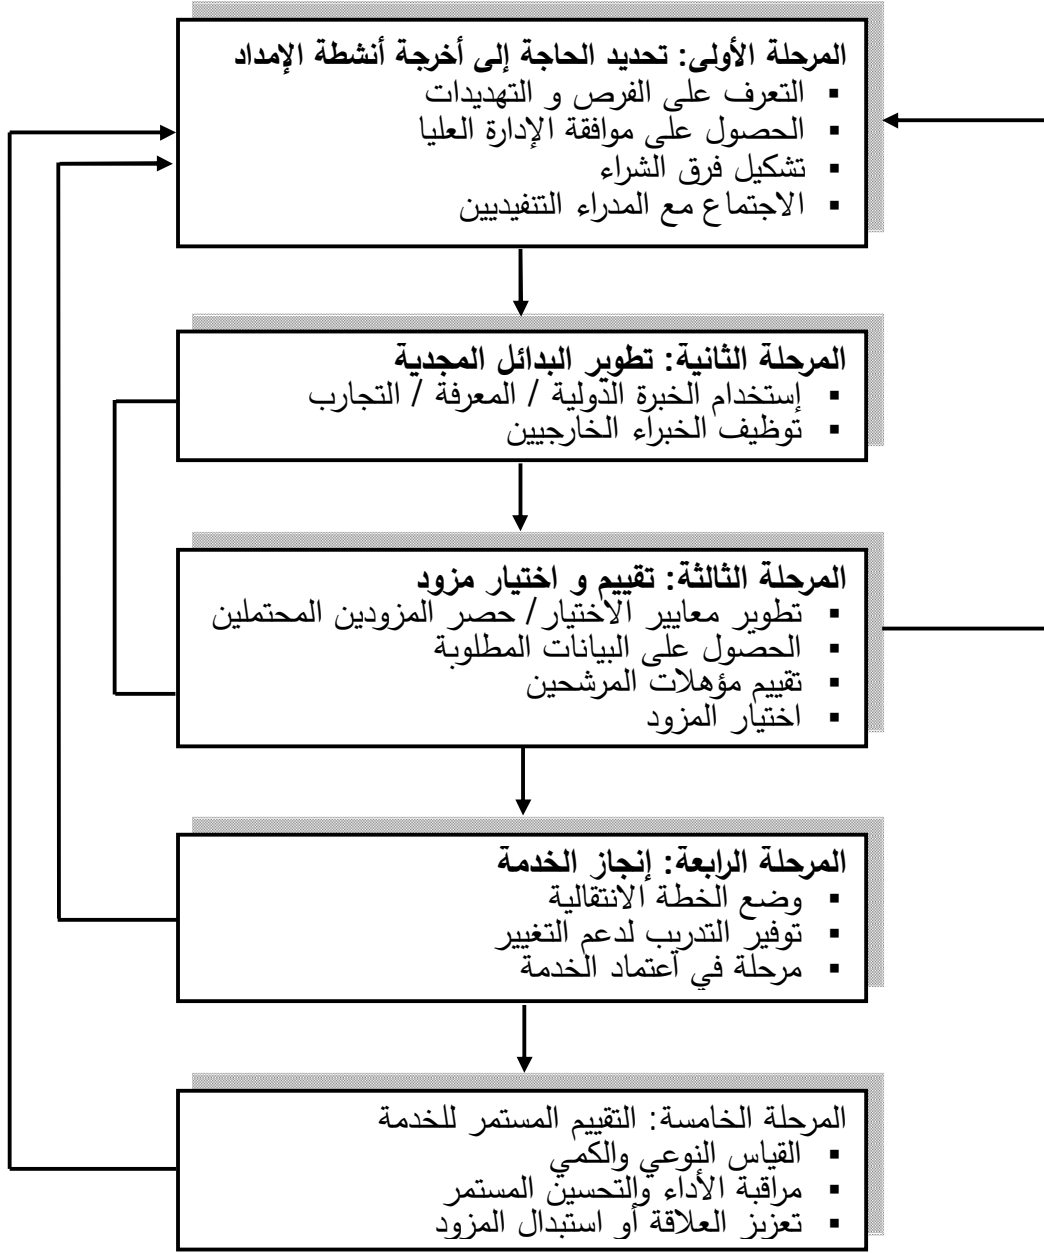 المرحلة الأولى: تحديد الحاجة إلى أخرجة أنشطة الإمداد
▪ التعرف على الفرص و التهديدات
▪ الحصول على موافقة الإدارة العليا
▪ تشكيل فرق الشراء
▪ الاجتماع مع المدراء التنفيديين
المرحلة الثانية: تطوير البدائل المجدية
▪ إستخدام الخبرة الدولية / المعرفة / التجارب
▪ توظيف الخبراء الخارجيين
المرحلة الثالثة: تقييم و اختيار مزود
▪ تطوير معايير الاختيار/ حصر المزودين المحتملين
▪ الحصول على البيانات المطلوبة
▪ تقييم مؤهلات المرشحين
▪ اختيار المزود
المرحلة الرابعة: إنجاز الخدمة
▪ وضع الخطة الانتقالية
▪ توفير التدريب لدعم التغيير
▪ مرحلة في اعتماد الخدمة
المرحلة الخامسة: التقييم المستمر للخدمة
▪ القياس النوعي والكمي
▪ مراقبة الأداء والتحسين المستمر
▪ تعزيز العلاقة أو استبدال المزود